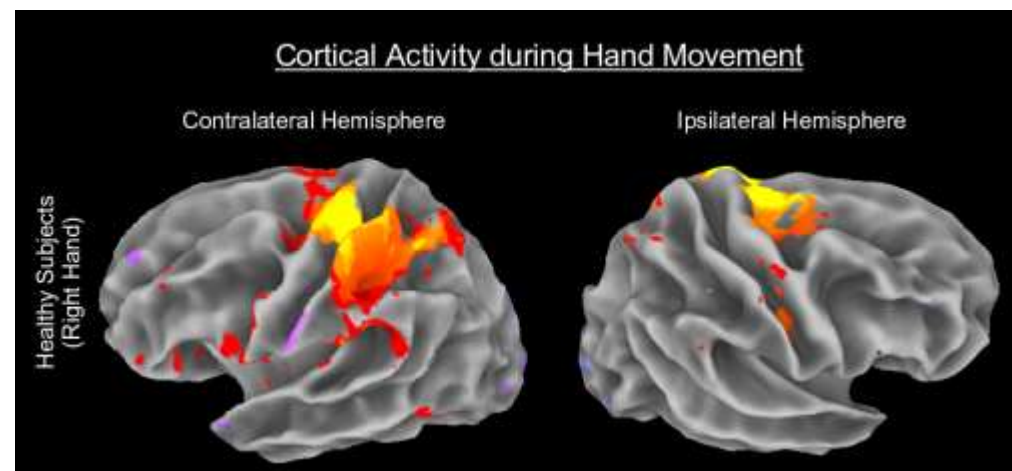 Cortical Activity during Hand Movement
Contralateral Hemisphere
Ipsilateral Hemisphere
Healthy Subjects
(Right Hand)